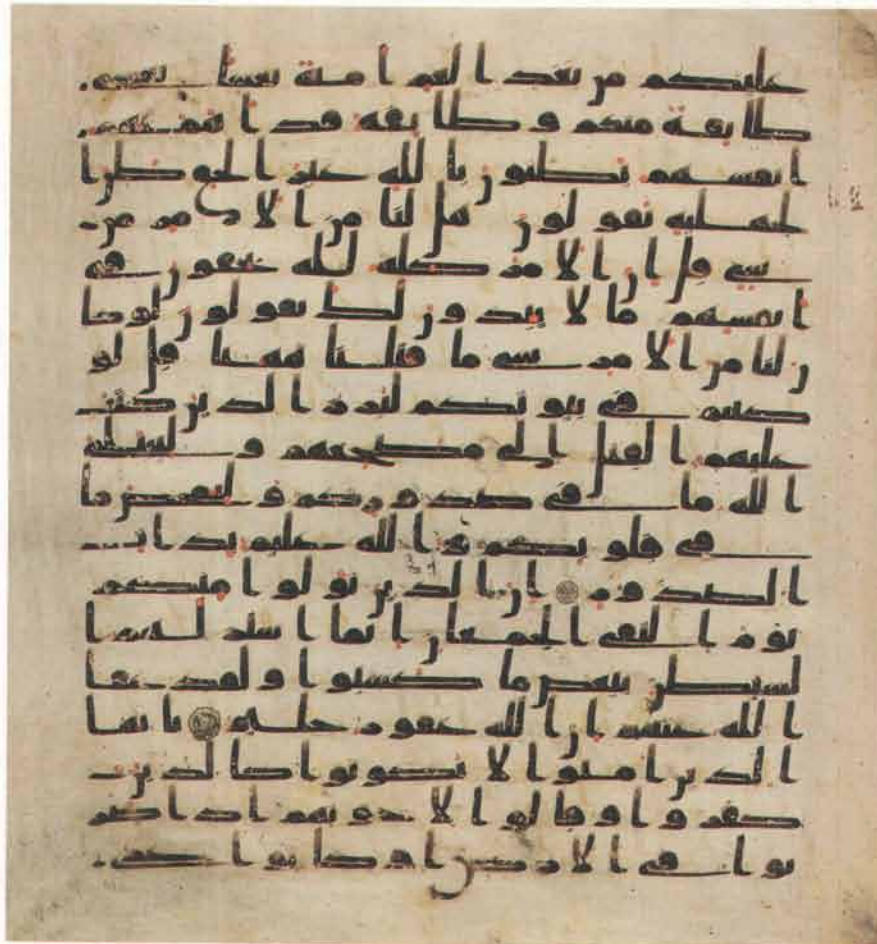 عليكم من بعد الغم امنة نعاسا يغشى
طايفة منكم وطايفة قد اهمتهم
انفسهم يظنون بالله غير الحق ظن ا
لجهلية يقولون هل لنا من الامر من
شي قل ان الامر كله لله يخفون في
انفسهم ما لا يبدون لك يقولون لو كا
ن لنا من الامر شي ما قتلنا ههنا قل لو
كنتم في بيوتكم لبرز الذين كتب
عليهم القتل الى مضجعهم وليبتلي
الله ما في صدوركم وليمحص ما
في قلوبكم والله عليم بذات
الصدور ان الذين تولوا منكم
يوم التقى الجمعان انما استزلهم ا
لشيطن ببعض ما كسبوا ولقد عفا
الله عنهم ان الله غفور حليم يايها
الذين امنوا لا تكونوا كالذين
كفروا وقالوا لاخونهم اذا ضر
بوا في الارض او كانوا